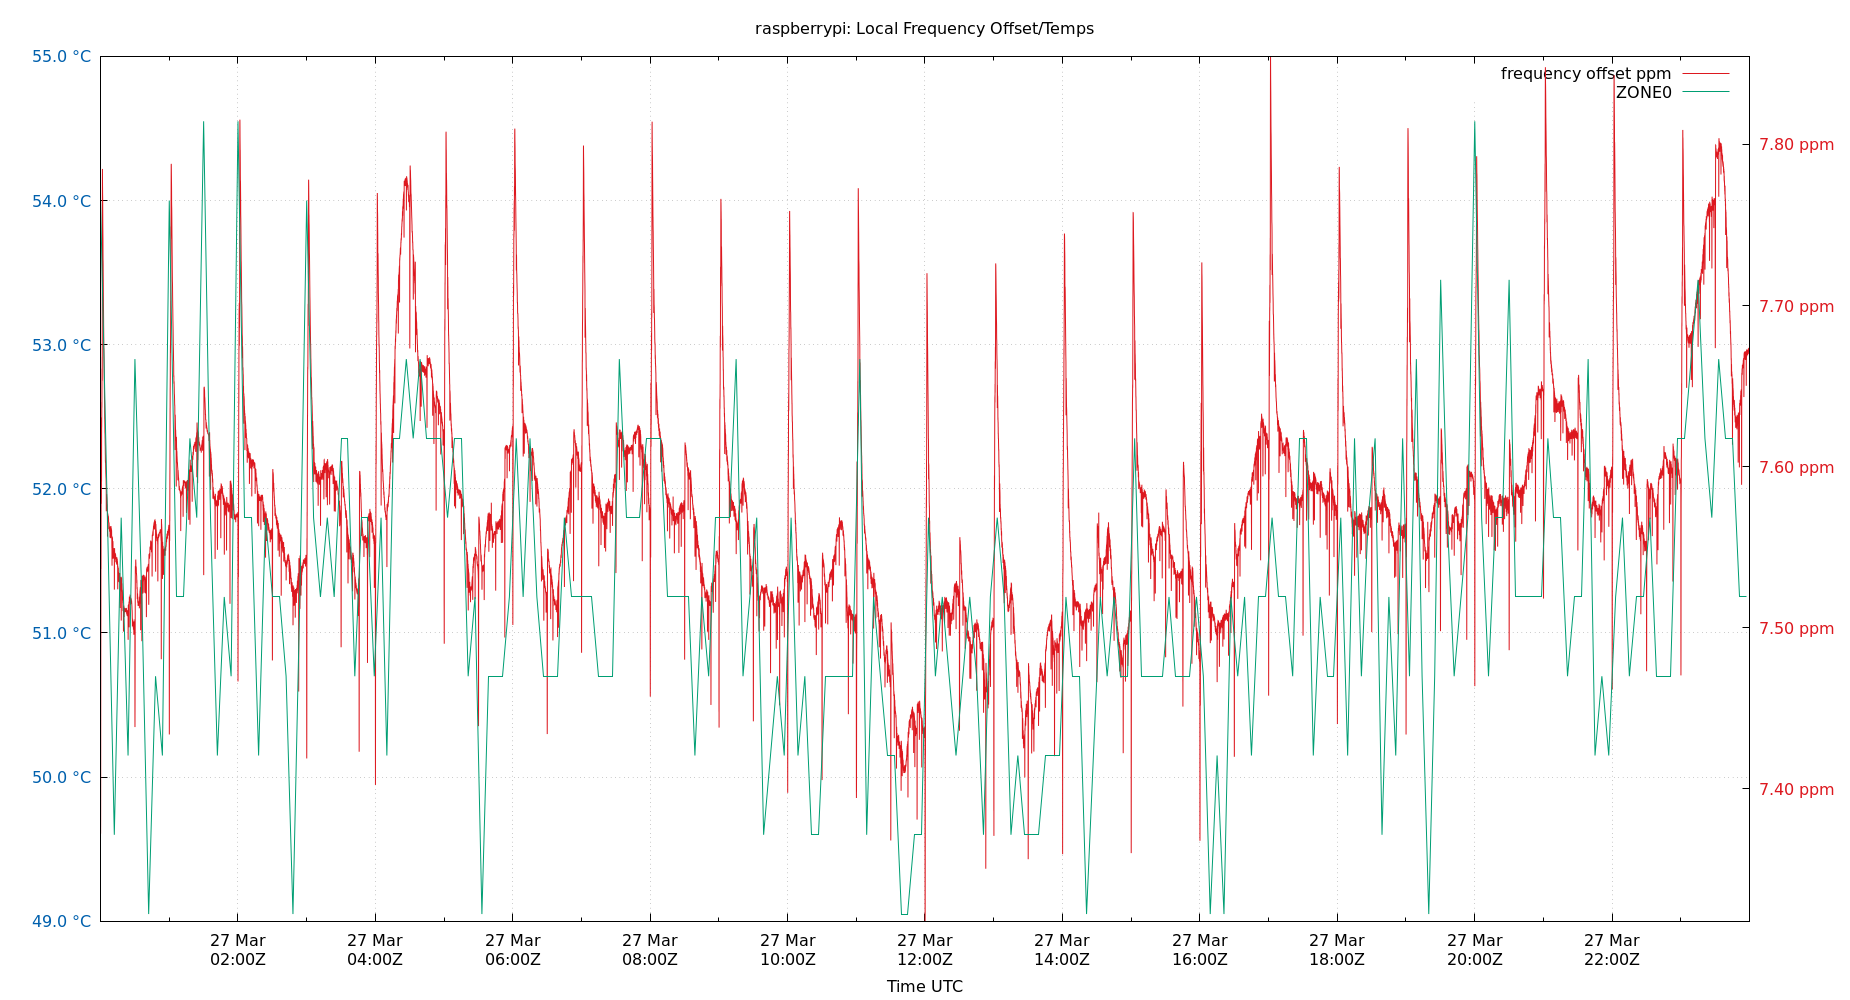 raspberrypi: Local Frequency Offset/Temps
frequency offset ppm
ZONE0
55.0 °C
54.0 °C
53.0 °C
52.0 °C
51.0 °C
50.0 °C
49.0 °C
7.80 ppm
7.70 ppm
7.60 ppm
7.50 ppm
7.40 ppm
27 Mar
02:00Z
27 Mar
04:00Z
27 Mar
06:00Z
27 Mar
08:00Z
27 Mar
10:00Z
27 Mar
12:00Z
27 Mar
14:00Z
27 Mar
16:00Z
27 Mar
18:00Z
27 Mar
20:00Z
27 Mar
22:00Z
Time UTC